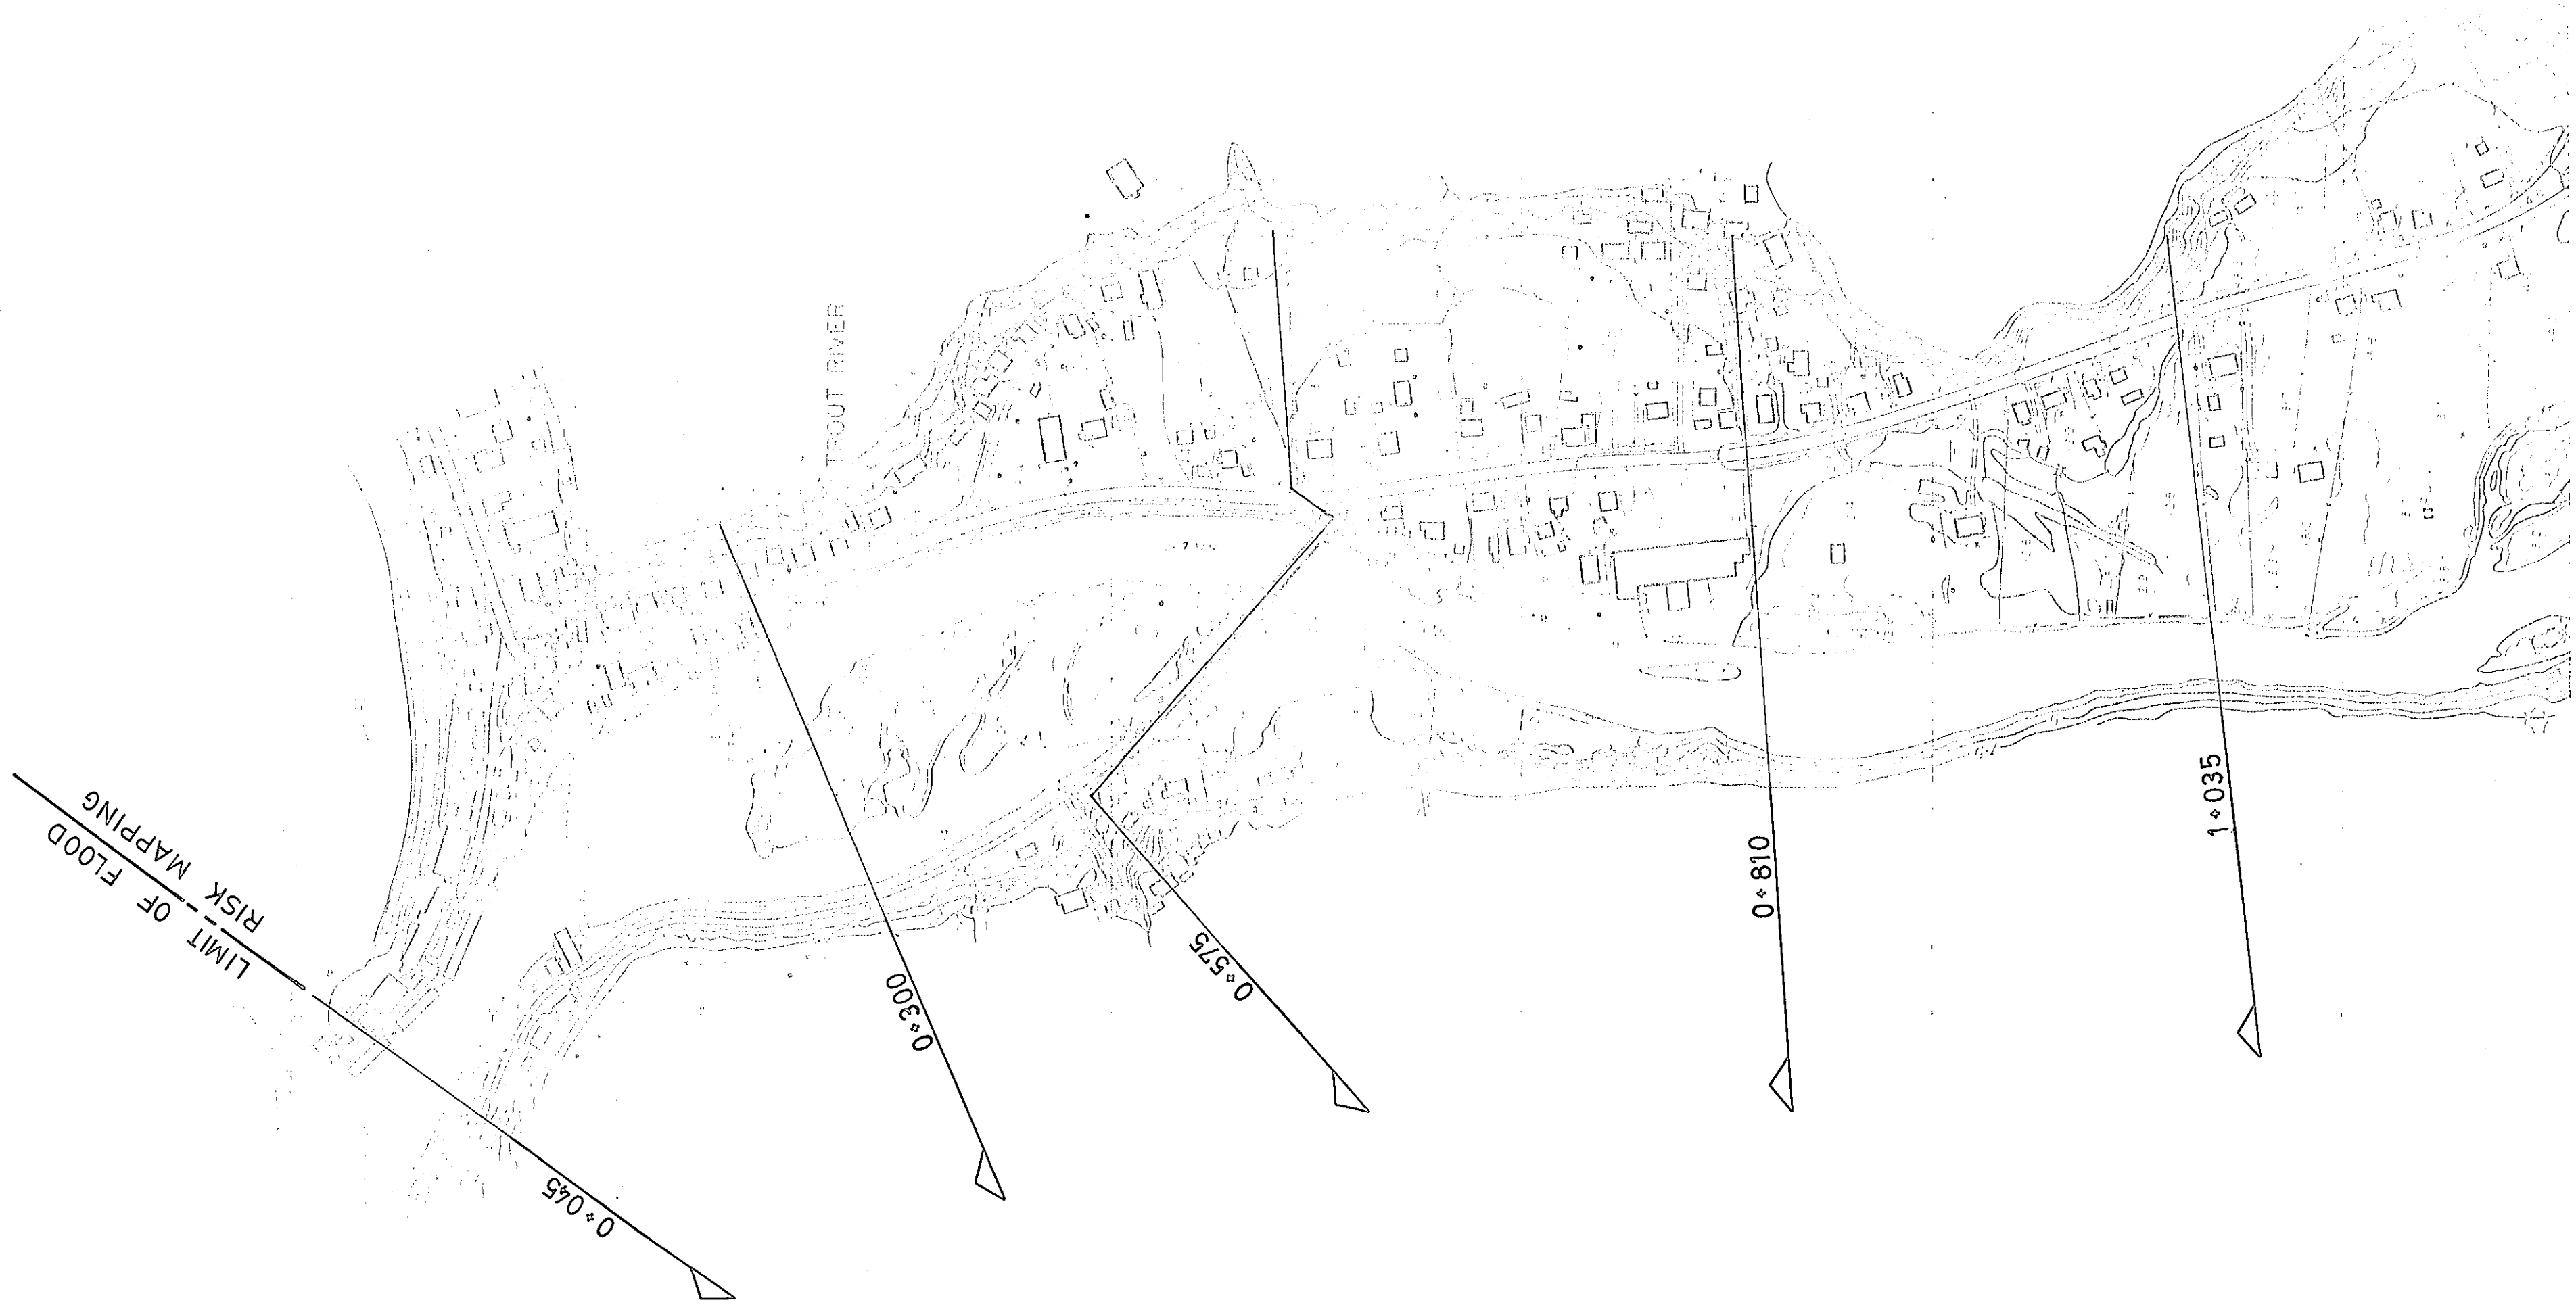 TROUT RIVER
LIMIT OF FLOOD
RISK MAPPING
0+045
0+300
0+575
0+810
1+035